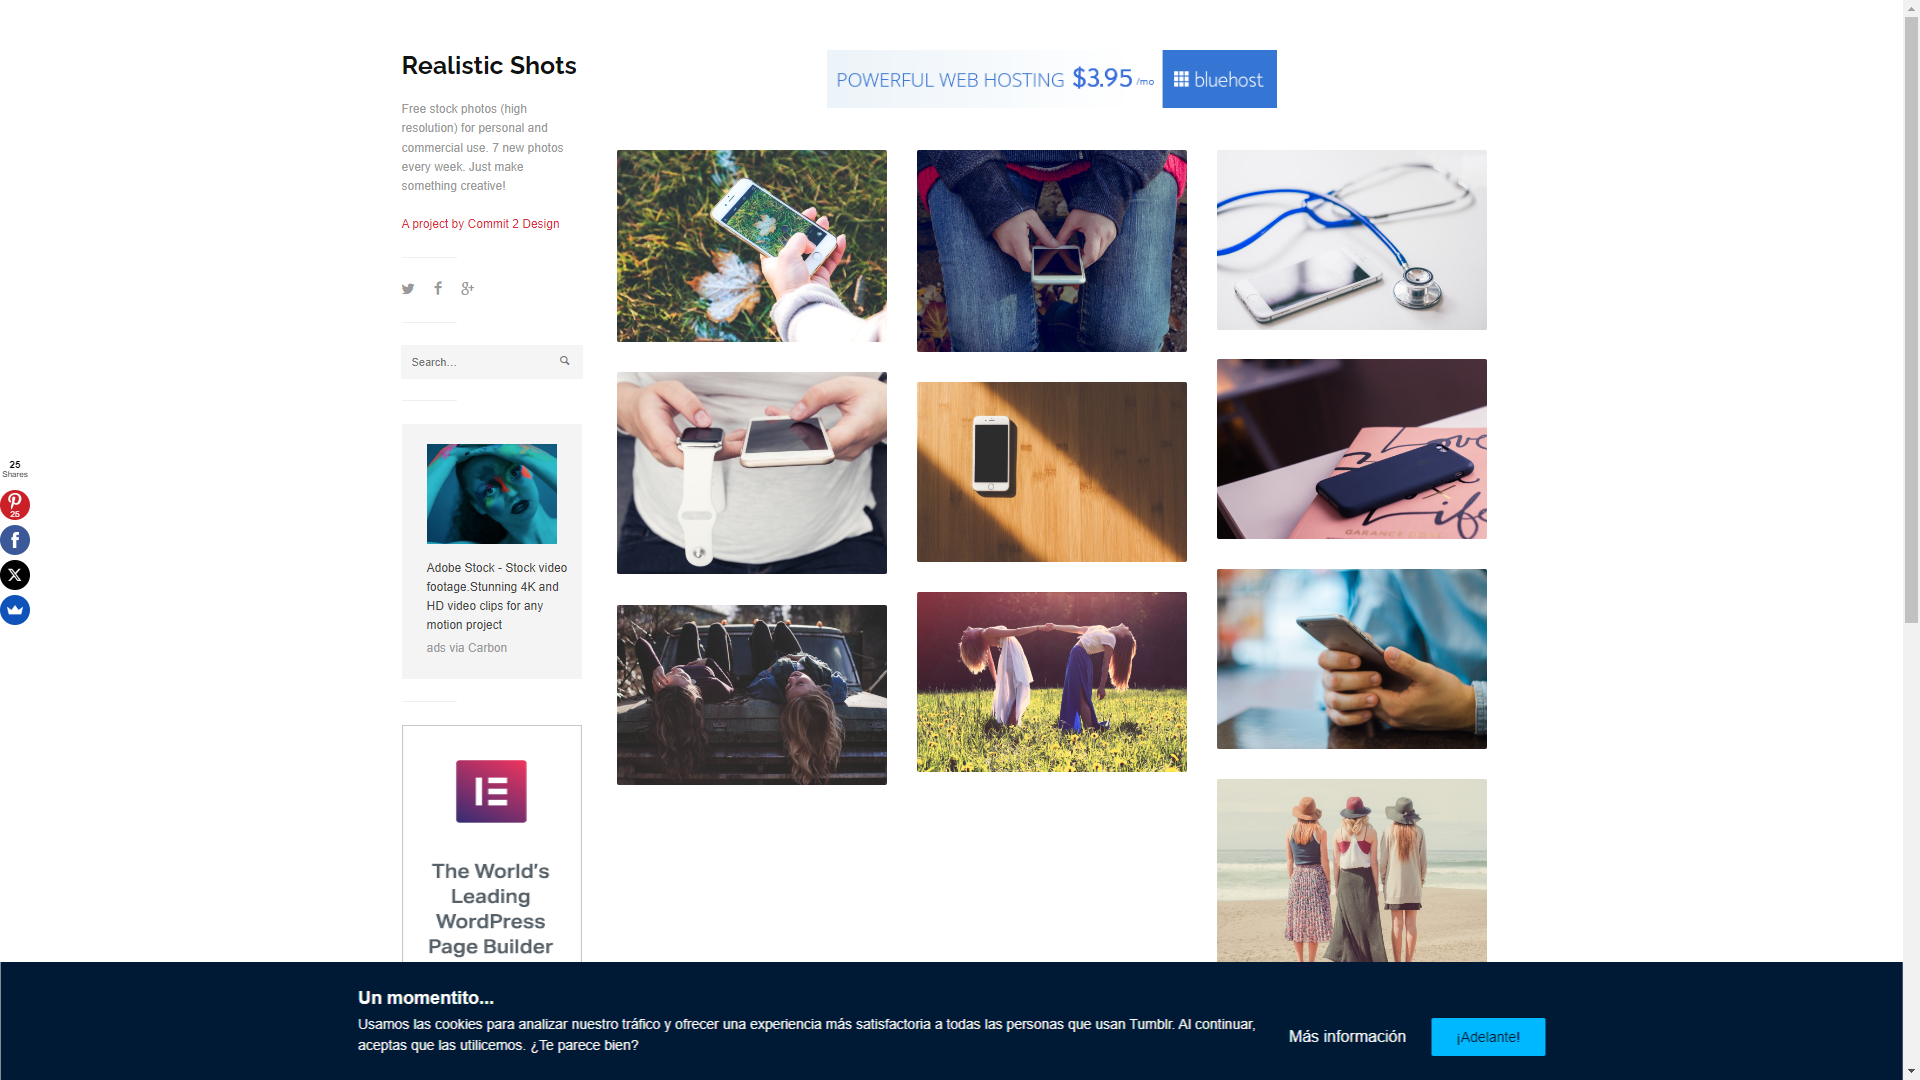 Realistic Shots
Free stock photos (high
resolution) for personal and
commercial use. 7 new photos
every week. Just make
something creative!
A project by Commit 2 Design
Search...
POWERFUL WEB HOSTING $3.95 /mo
bluehost
Love
Life
GARANCE DORÉ
25
Shares
25
Adobe Stock - Stock video
footage.Stunning 4K and
HD video clips for any
motion project
ads via Carbon
The World's
Leading
WordPress
Page Builder
Un momentito...
Usamos las cookies para analizar nuestro tráfico y ofrecer una experiencia más satisfactoria a todas las personas que usan Tumblr. Al continuar,
aceptas que las utilicemos. ¿Te parece bien?
Más información
¡Adelante!